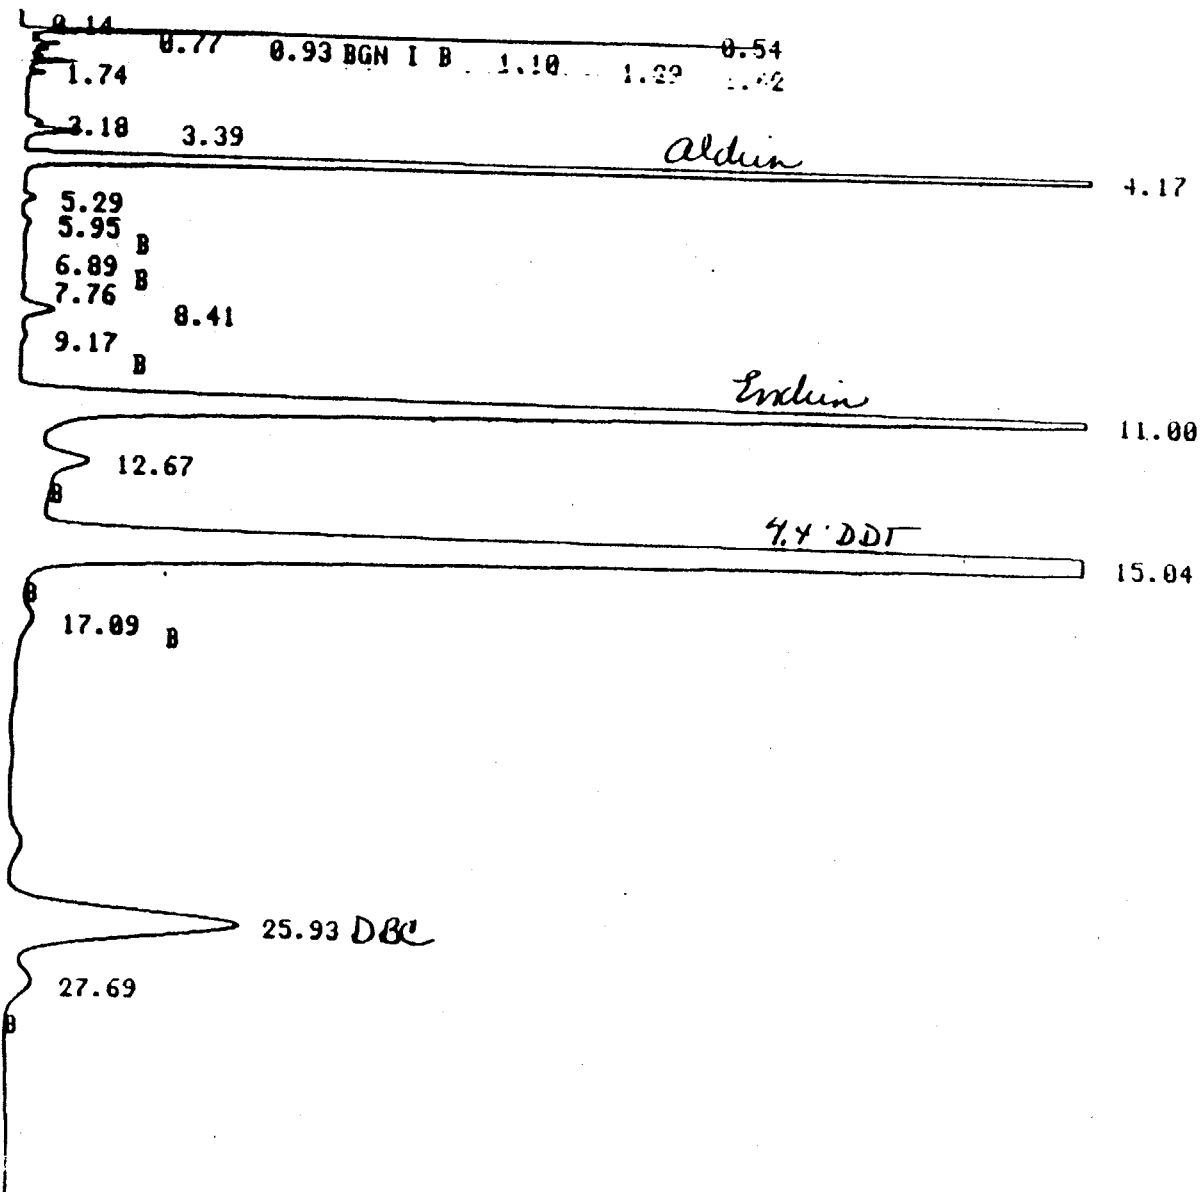 0.14
0.77 0.93 BGN I B 1.10 0.54
1.74
3.18 3.39
Aldrin
4.17
5.29
5.95 B
6.89 B
7.76
8.41
9.17 B
Endrin
11.00
12.67
B
4,4' DDT
15.04
B
17.09 B
25.93 DBC
27.69
B